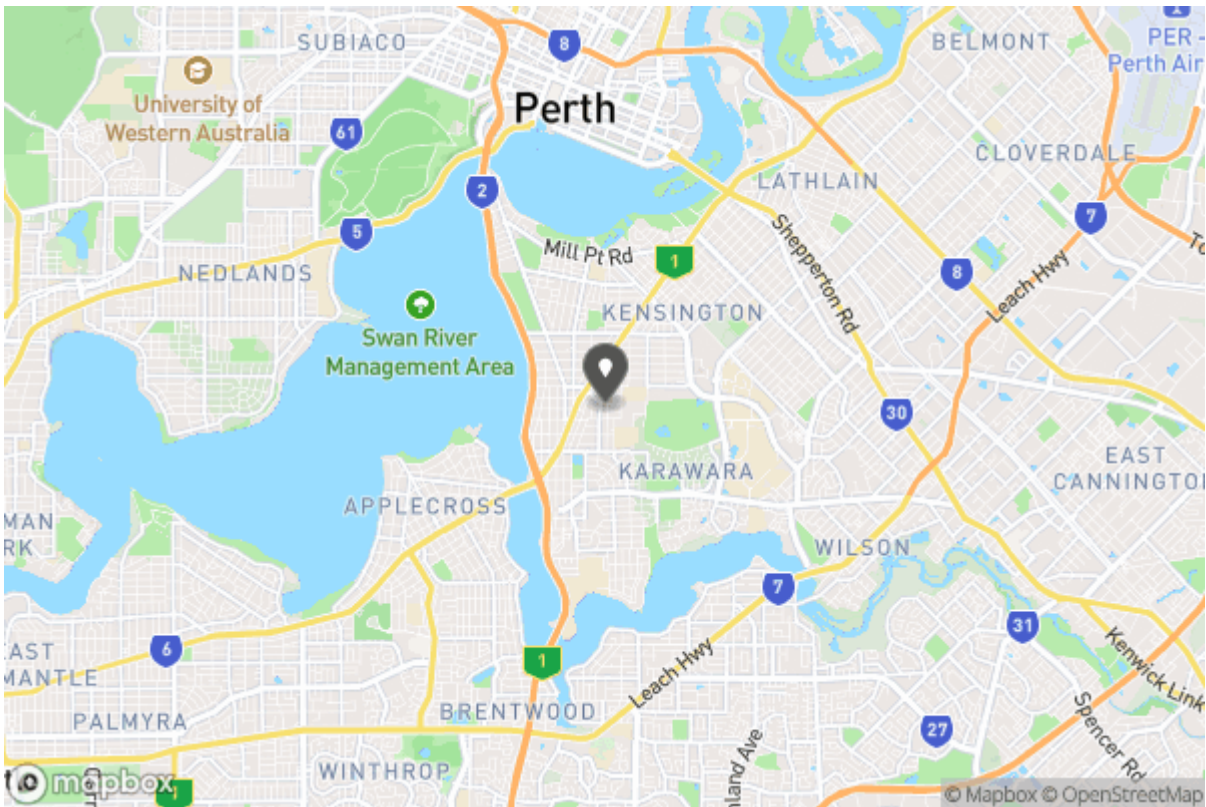 SUBIACO
8
BELMONT
PER -
Perth Air
University of
Western Australia
Perth
61
CLOVERDALE
2
LATHLAIN
7
5
Mill Pt Rd
1
Shepperton Rd
To
NEDLANDS
8
Leach Hwy
KENSINGTON
Swan River
Management Area
30
KARAWARA
EAST
CANNINGTON
APPLECROSS
MAN
RK
WILSON
7
6
31
EAST
MANTLE
1
Leach Hwy
Kenwick Link
PALMYRA
BRENTWOOD
27
Spencer Rd
WINTHROP
nland Ave
mapbox
1
© Mapbox © OpenStreetMap